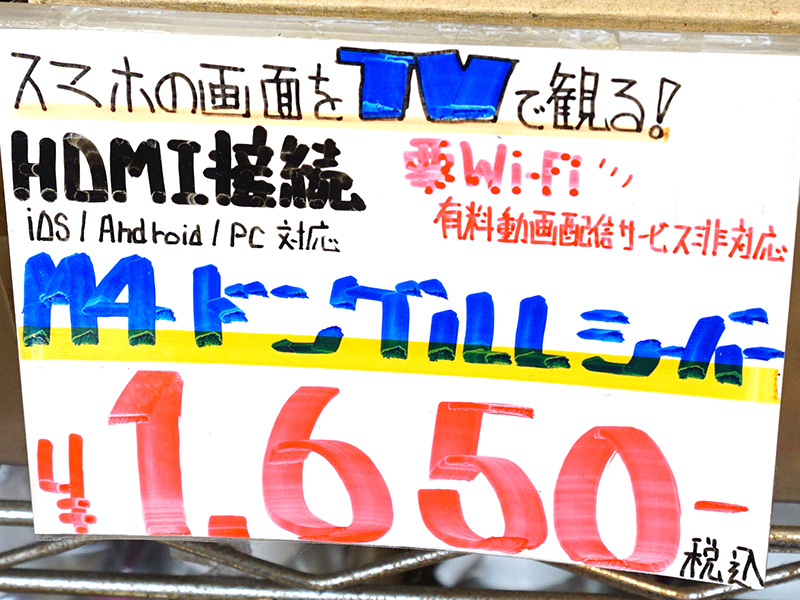 スマホの画面をTVで観る!
HDMI接続
要Wi-Fi
iOS/Android/PC 対応
有料動画配信サービス非対応
M4ドングルレシーバー
¥1,650-
税込